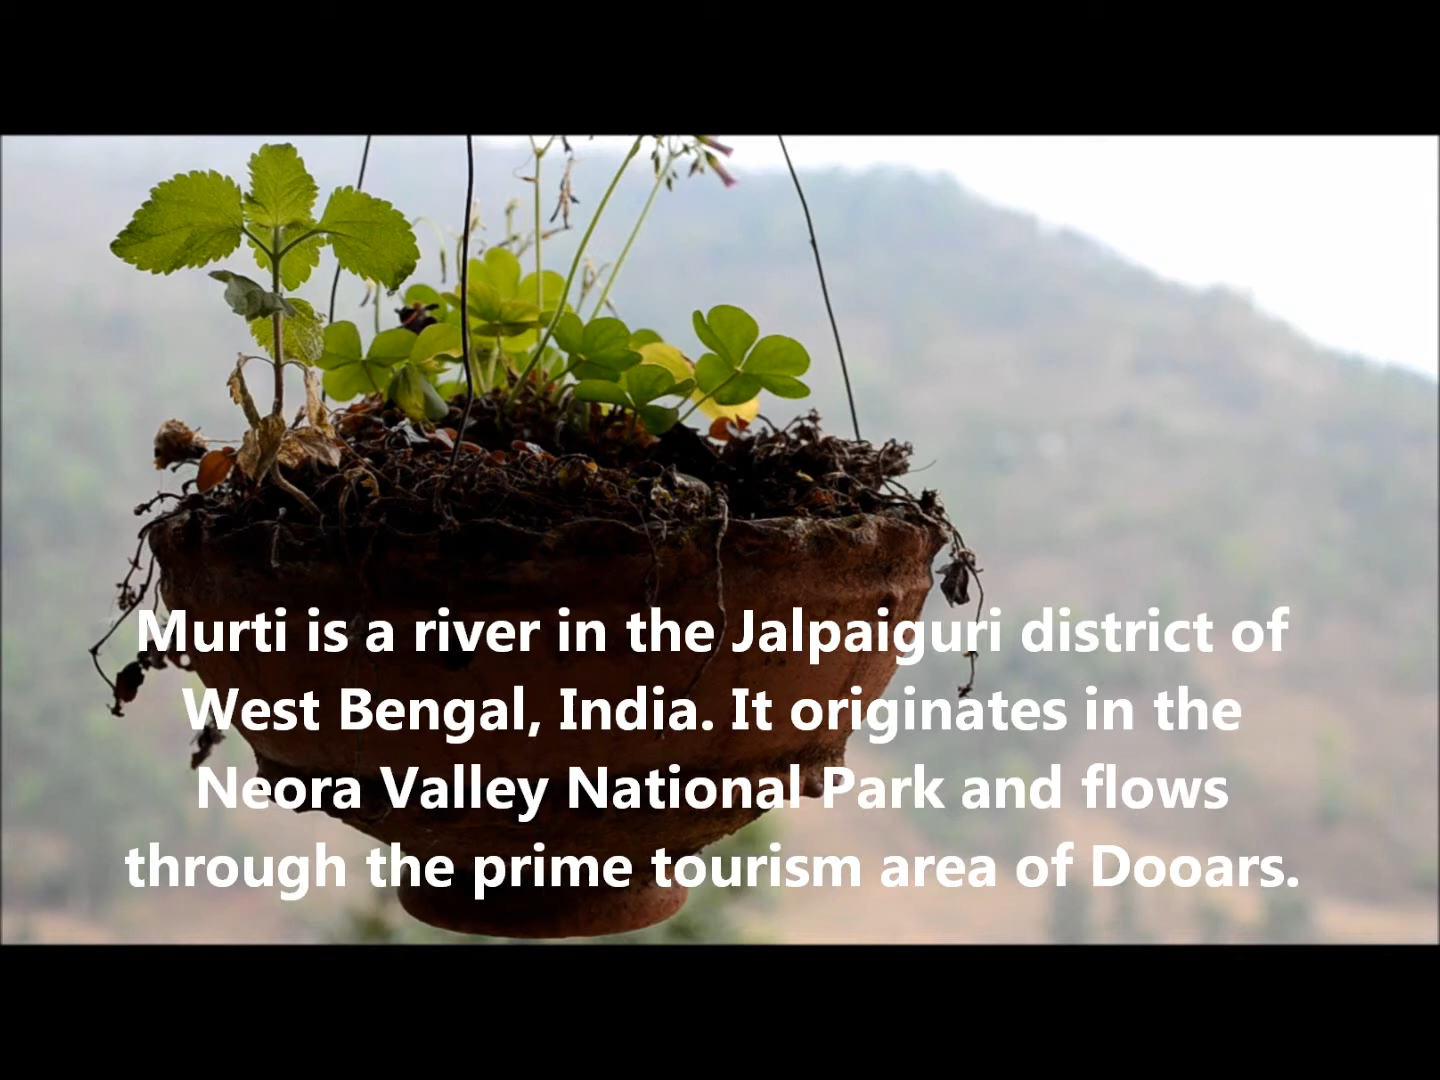 Murti is a river in the Jalpaiguri district of
West Bengal, India. It originates in the
Neora Valley National Park and flows
through the prime tourism area of Dooars.